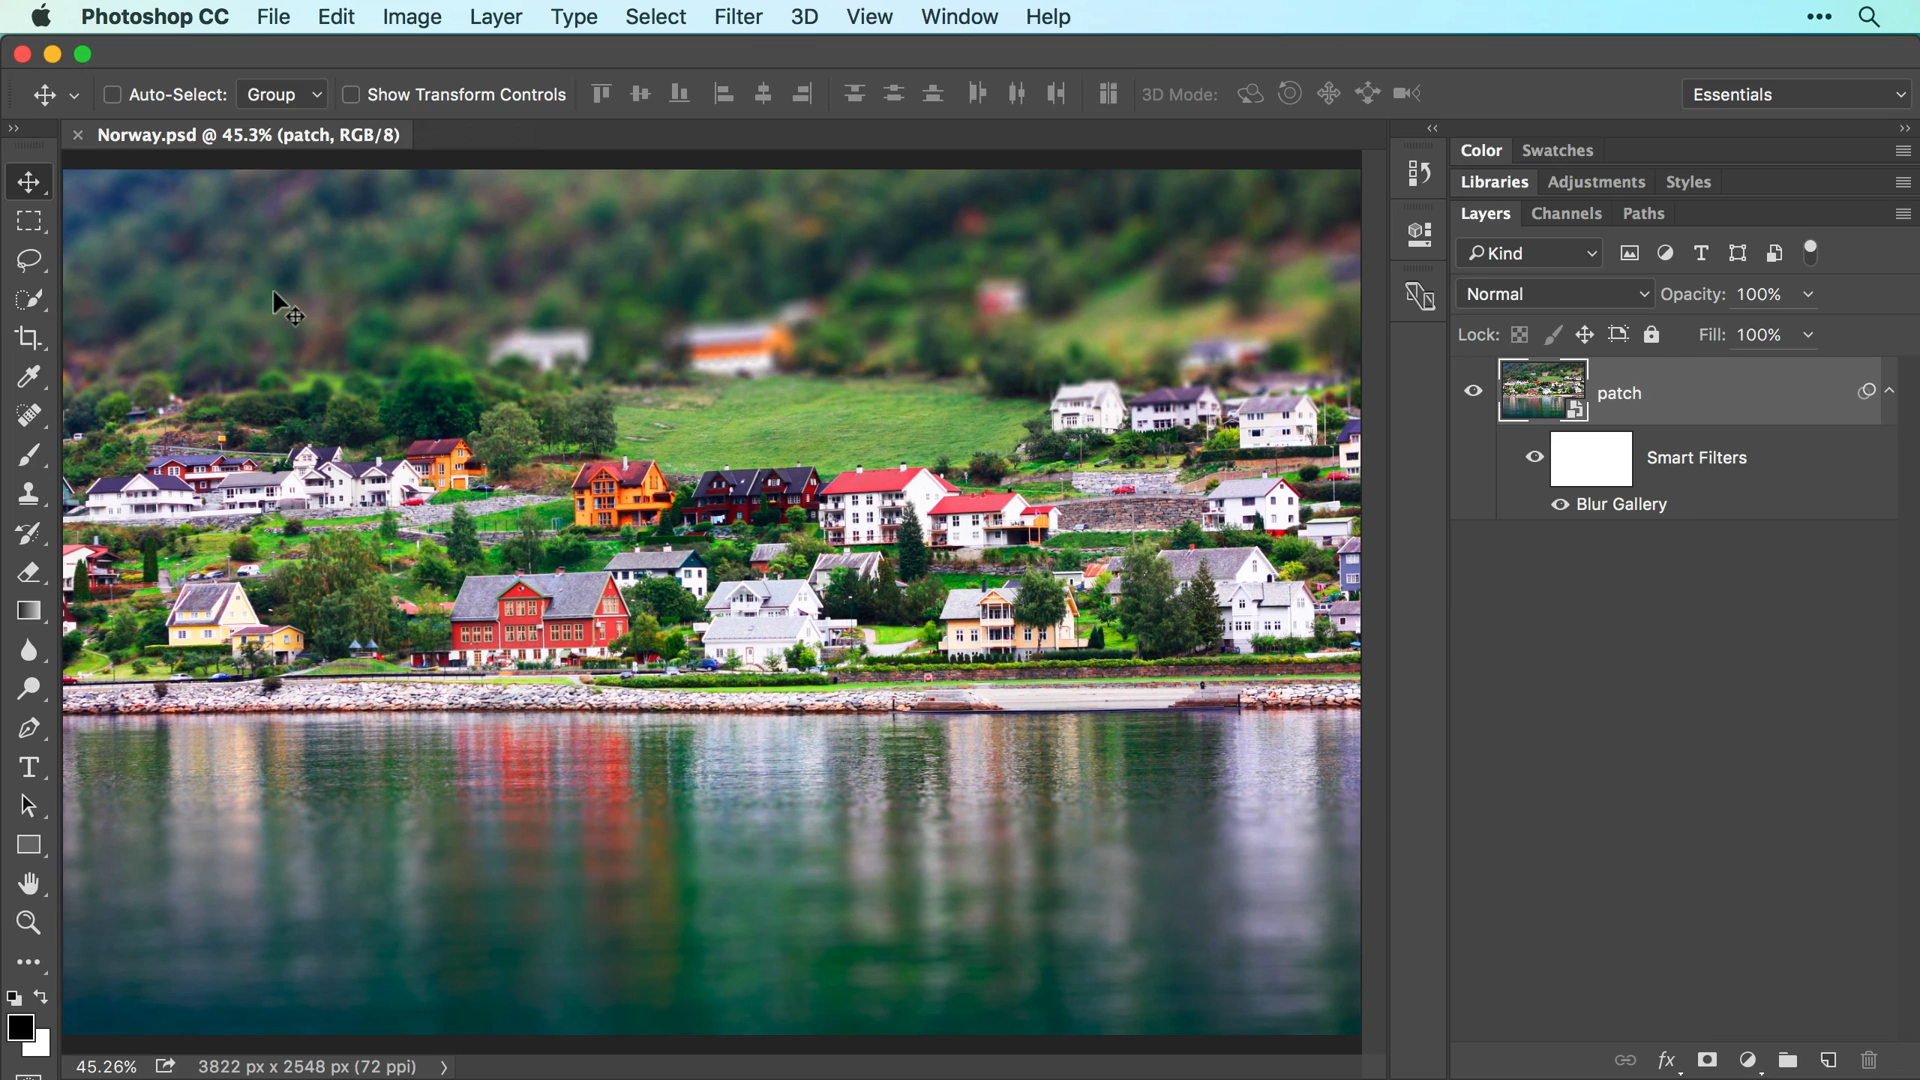 Photoshop CC File Edit Image Layer Type Select Filter 3D View Window Help
Auto-Select: Group Show Transform Controls 3D Mode: Essentials
Norway.psd @ 45.3% (patch, RGB/8)
Color Swatches
Libraries Adjustments Styles
Layers Channels Paths
Kind
Normal Opacity: 100%
Lock: Fill: 100%
patch
Smart Filters
Blur Gallery
45.26% 3822 px x 2548 px (72 ppi)
fx